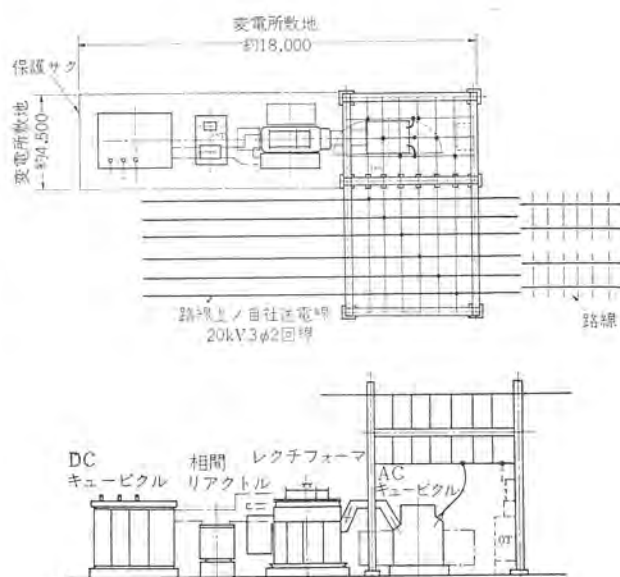 変電所敷地
約18,000
保護サク
変電所敷地
約4,500
路線上ノ自社送電線
20kV3φ2回線
路線
DC
キュービクル
相間
リアクトル
レクチフォーマ
AC
キュービクル
OT